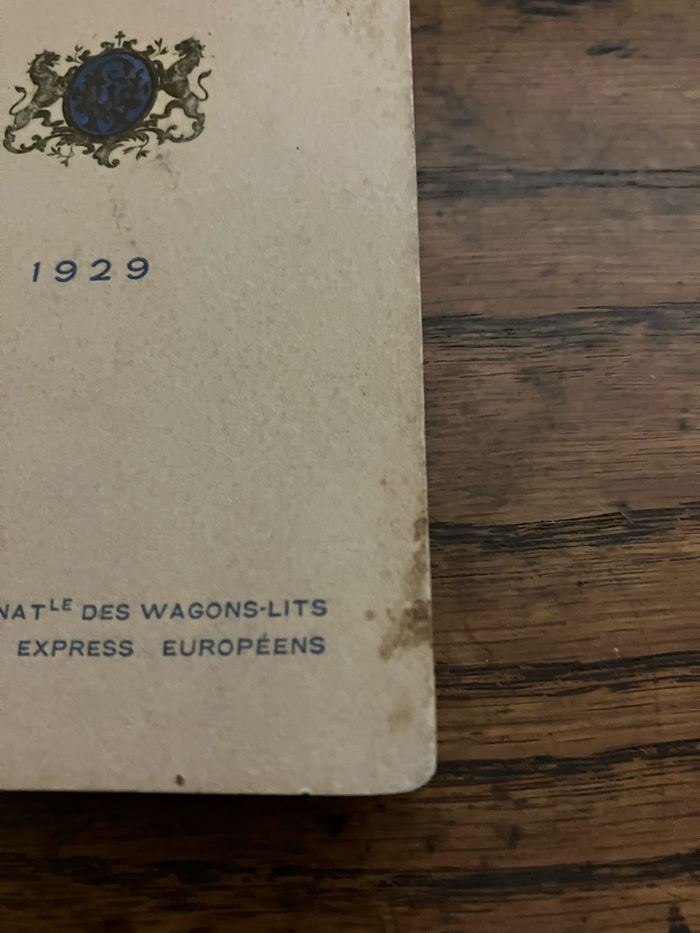 1929
NATLE DES WAGONS-LITS
EXPRESS EUROPÉENS